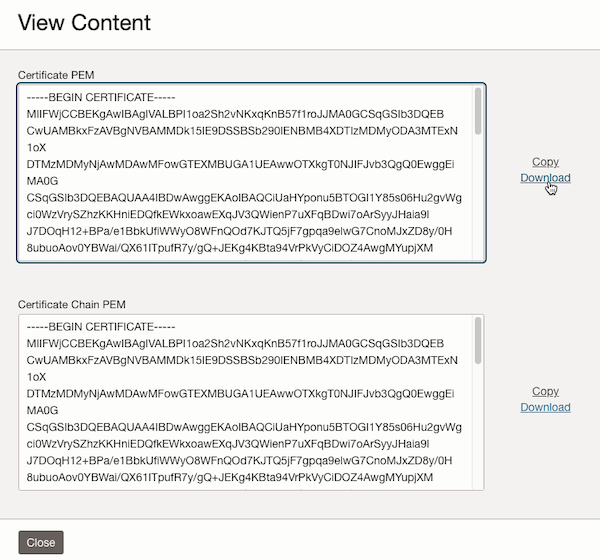 View Content
Certificate PEM
-----BEGIN CERTIFICATE-----
MIIFWjCCBEKgAwIBAgIVALBPI1oa2Sh2vNKxqKnB57f1roJJMA0GCSqGSIb3DQEB
CwUAMBkxFzAVBgNVBAMMDk15IE9DSSBSb290IENBMB4XDTIzMDMyODA3MTExN
1oX
DTMzMDMyNjAwMDAwMFowGTEXMBUGA1UEAwwOTXkgT0NJIFJvb3QgQ0EwggEi
MA0G
CSqGSIb3DQEBAQUAA4IBDwAwggEKAoIBAQCiUaHYponu5BTOGI1Y85s06Hu2gvWg
ci0WzVrySZhzKKHniEDQfkEWkxoawEXqJV3QWienP7uXFqBDwi7oArSyyJHaia9l
J7DOqH12+BPa/e1BbkUfiWWyO8WFnQOd7KJTQ5jF7gpqa9elwG7CnoMJxZD8y/0H
8ubuoAov0YBWai/QX61ITpufR7y/gQ+JEKg4KBta94VrPkVyCiDOZ4AwgMYupjXM
Copy
Download
Certificate Chain PEM
-----BEGIN CERTIFICATE-----
MIIFWjCCBEKgAwIBAgIVALBPI1oa2Sh2vNKxqKnB57f1roJJMA0GCSqGSIb3DQEB
CwUAMBkxFzAVBgNVBAMMDk15IE9DSSBSb290IENBMB4XDTIzMDMyODA3MTExN
1oX
DTMzMDMyNjAwMDAwMFowGTEXMBUGA1UEAwwOTXkgT0NJIFJvb3QgQ0EwggEi
MA0G
CSqGSIb3DQEBAQUAA4IBDwAwggEKAoIBAQCiUaHYponu5BTOGI1Y85s06Hu2gvWg
ci0WzVrySZhzKKHniEDQfkEWkxoawEXqJV3QWienP7uXFqBDwi7oArSyyJHaia9l
J7DOqH12+BPa/e1BbkUfiWWyO8WFnQOd7KJTQ5jF7gpqa9elwG7CnoMJxZD8y/0H
8ubuoAov0YBWai/QX61ITpufR7y/gQ+JEKg4KBta94VrPkVyCiDOZ4AwgMYupjXM
Copy
Download
Close